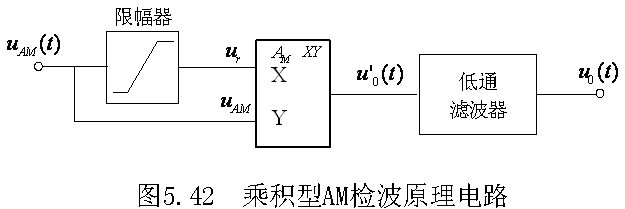 限幅器
u_AM(t)
u_r
A_M XY
X
u_AM
Y
u'_0(t)
低通
滤波器
u_0(t)
图5.42 乘积型AM检波原理电路